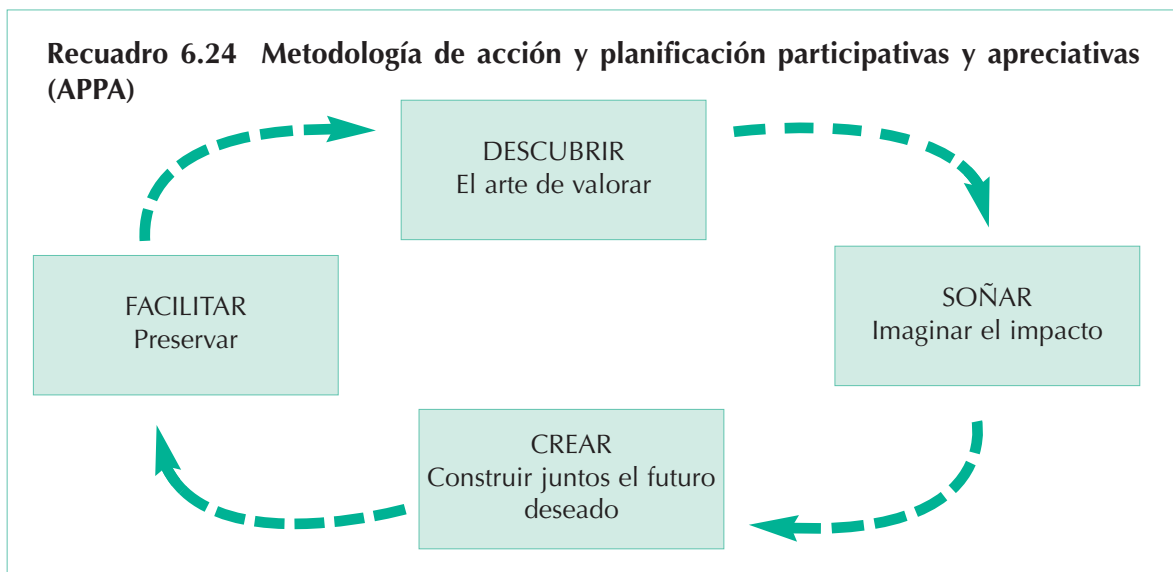 Recuadro 6.24 Metodología de acción y planificación participativas y apreciativas
(APPA)
DESCUBRIR
El arte de valorar
SOÑAR
Imaginar el impacto
CREAR
Construir juntos el futuro
deseado
FACILITAR
Preservar